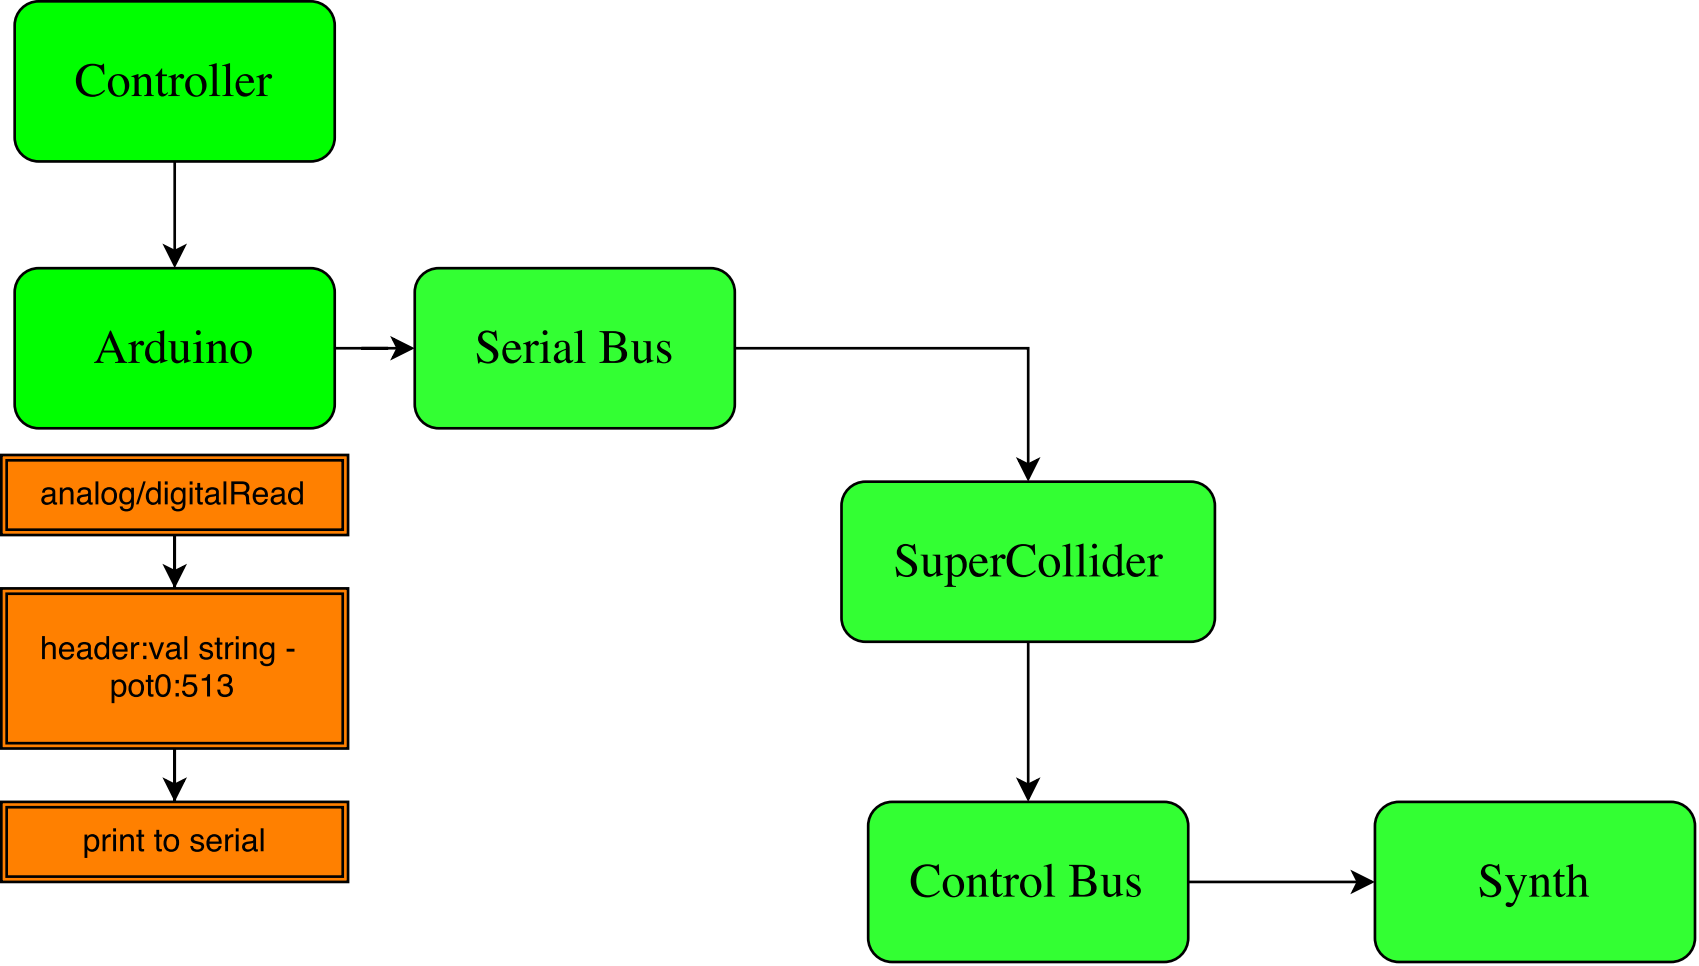 Controller
Arduino
Serial Bus
analog/digitalRead
SuperCollider
header:val string -
pot0:513
print to serial
Control Bus
Synth